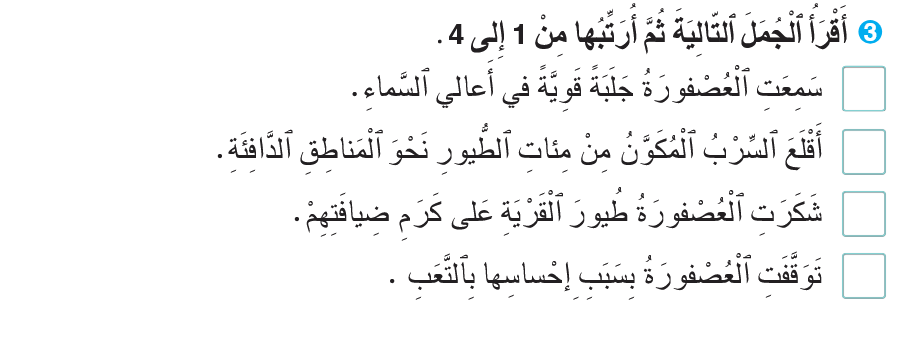 3 أَقْرَأُ ٱلْجُمَلَ ٱلتّالِيَةَ ثُمَّ أُرَتِّبُها مِنْ 1 إِلى 4 .
سَمِعَتِ ٱلْعُصْفورَةُ جَلَبَةً قَوِيَّةً في أَعالي ٱلسَّماءِ.
أَقْلَعَ ٱلسِّرْبُ ٱلْمُكَوَّنُ مِنْ مِئاتِ ٱلطُّيورِ نَحْوَ ٱلْمَناطِقِ ٱلدَّافِئَةِ.
شَكَرَتِ ٱلْعُصْفورَةُ طُيورَ ٱلْقَرْيَةِ عَلى كَرَمِ ضِيافَتِهِمْ.
تَوَقَّفَتِ ٱلْعُصْفورَةُ بِسَبَبِ إِحْساسِها بِٱلتَّعَبِ .